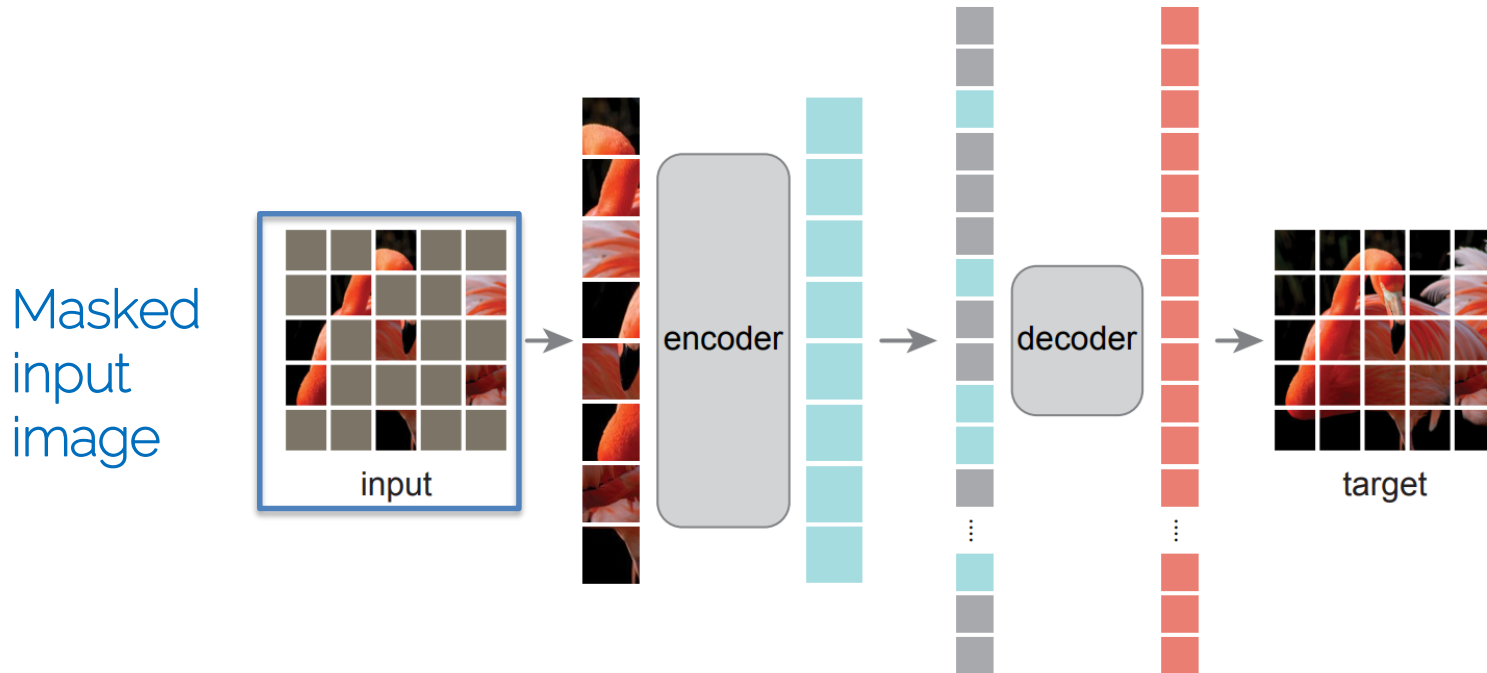 Masked
input
image
input
encoder
decoder
target